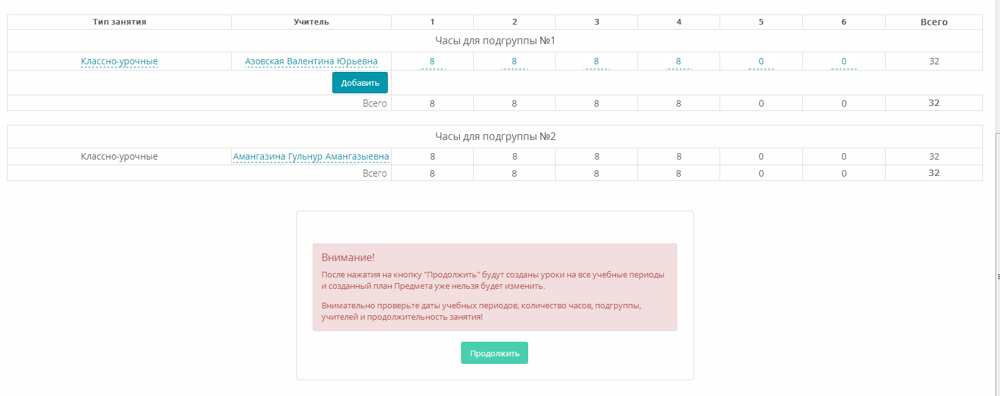 Тип занятия Учитель 1 2 3 4 5 6 Всего
Часы для подгруппы №1
Классно-урочные Азовская Валентина Юрьевна 8 8 8 8 0 0 32
Добавить
Всего 8 8 8 8 0 0 32
Часы для подгруппы №2
Классно-урочные Амангазина Гульнур Амангазыевна 8 8 8 8 0 0 32
Всего 8 8 8 8 0 0 32
Внимание!
После нажатия на кнопку "Продолжить" будут созданы уроки на все учебные периоды
и созданный план Предмета уже нельзя будет изменить.
Внимательно проверьте даты учебных периодов, количество часов, подгруппы,
учителей и продолжительность занятия!
Продолжить